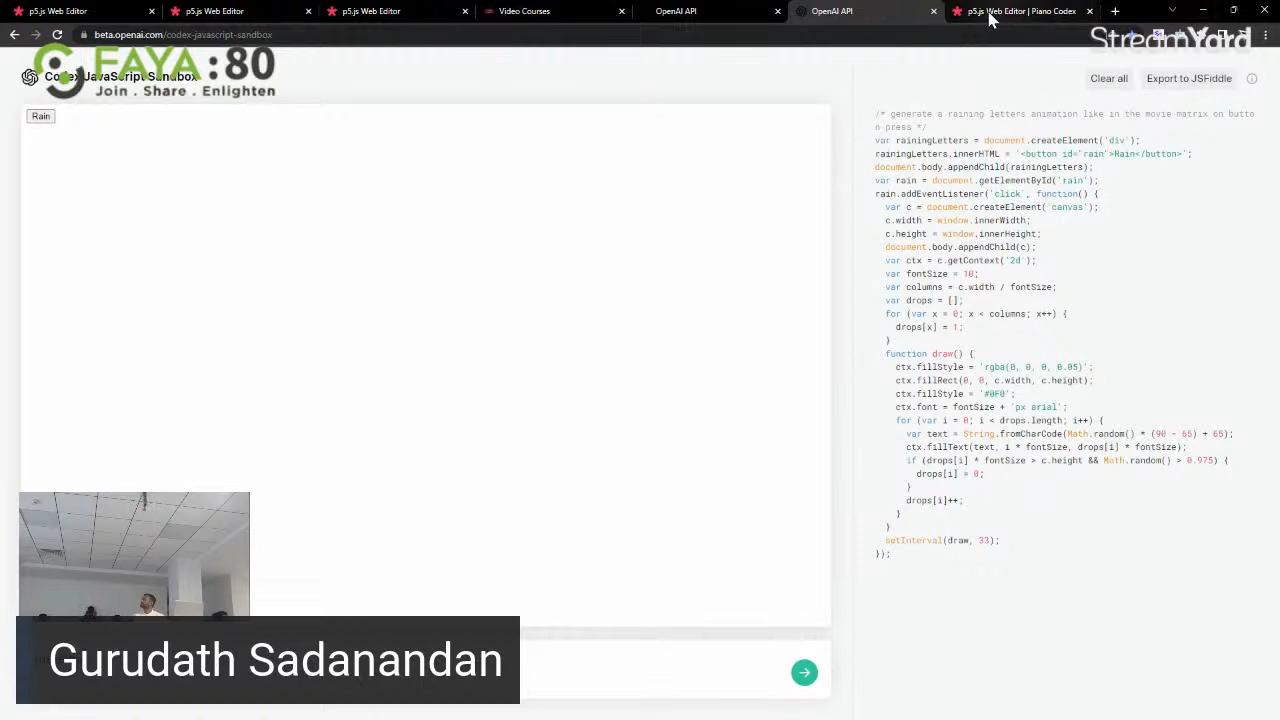 p5.js Web Editor
p5.js Web Editor
p5.js Web Editor
Video Courses
OpenAI API
OpenAI API
p5.js Web Editor | Piano Codex
beta.openai.com/codex-javascript-sandbox
StreamYard
FAYA:80
Join . Share . Enlighten
Codex JavaScript Sandbox
Clear all
Export to JSFiddle
Rain
/* generate a raining letters animation like in the movie matrix on butto
n press */
var rainingLetters = document.createElement('div');
rainingLetters.innerHTML = '<button id="rain">Rain</button>';
document.body.appendChild(rainingLetters);
var rain = document.getElementById('rain');
rain.addEventListener('click', function() {
  var c = document.createElement('canvas');
  c.width = window.innerWidth;
  c.height = window.innerHeight;
  document.body.appendChild(c);
  var ctx = c.getContext('2d');
  var fontSize = 10;
  var columns = c.width / fontSize;
  var drops = [];
  for (var x = 0; x < columns; x++) {
    drops[x] = 1;
  }
  function draw() {
    ctx.fillStyle = 'rgba(0, 0, 0, 0.05)';
    ctx.fillRect(0, 0, c.width, c.height);
    ctx.fillStyle = '#0F0';
    ctx.font = fontSize + 'px arial';
    for (var i = 0; i < drops.length; i++) {
      var text = String.fromCharCode(Math.random() * (90 - 65) + 65);
      ctx.fillText(text, i * fontSize, drops[i] * fontSize);
      if (drops[i] * fontSize > c.height && Math.random() > 0.975) {
        drops[i] = 0;
      }
      drops[i]++;
    }
  }
  setInterval(draw, 33);
});
Gurudath Sadanandan